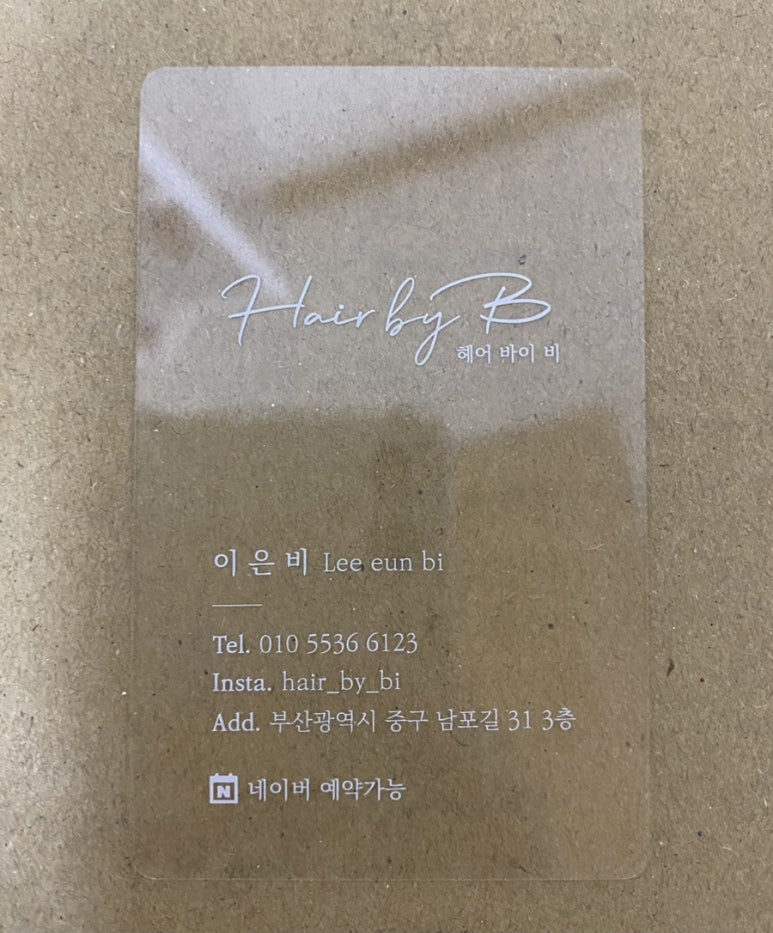 Hair by B
헤어 바이 비
이은비 Lee eun bi
Tel. 010 5536 6123
Insta. hair_by_bi
Add. 부산광역시 중구 남포길 31 3층
N 네이버 예약가능